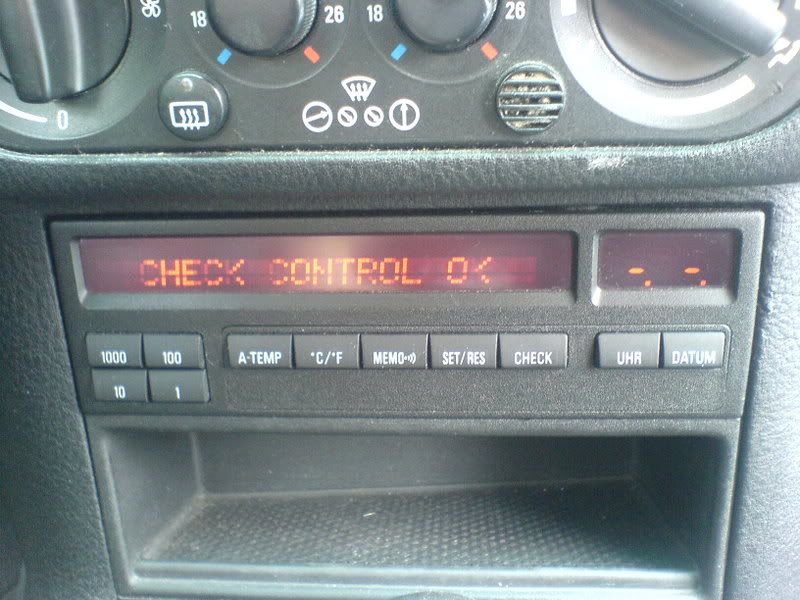 18 26 18 26
0
CHECK CONTROL OK -. -.
1000 100 A-TEMP °C/°F MEMO SET/RES CHECK UHR DATUM
10 1